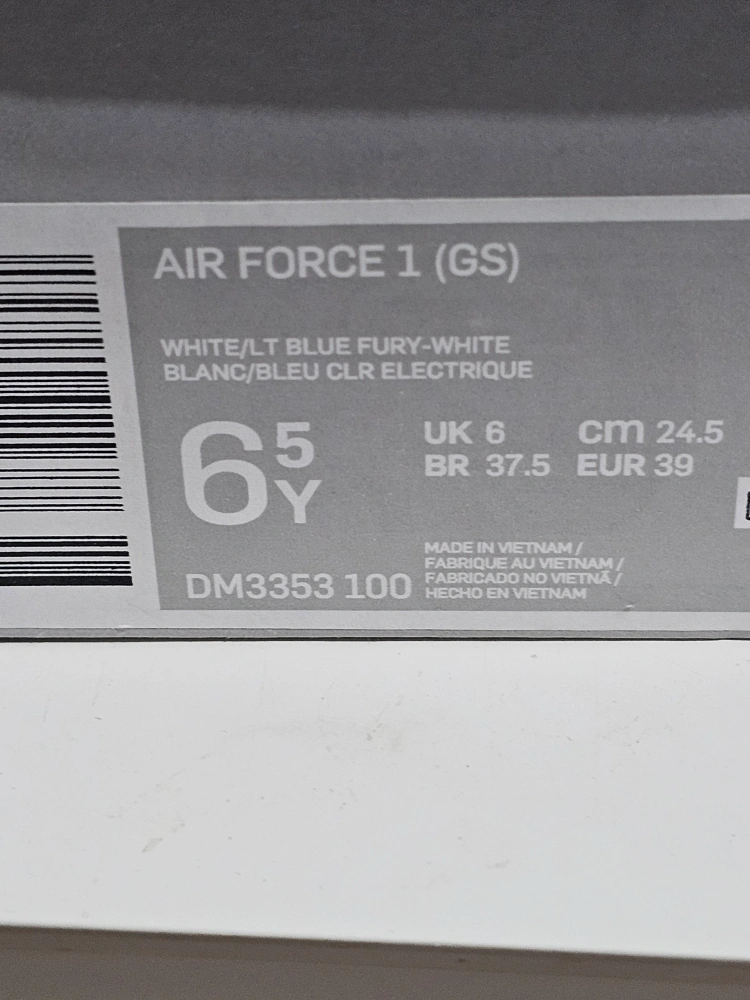 AIR FORCE 1 (GS)
WHITE/LT BLUE FURY-WHITE
BLANC/BLEU CLR ELECTRIQUE
6 5 Y
UK 6 cm 24.5
BR 37.5 EUR 39
DM3353 100
MADE IN VIETNAM /
FABRIQUE AU VIETNAM /
FABRICADO NO VIETNÃ /
HECHO EN VIETNAM